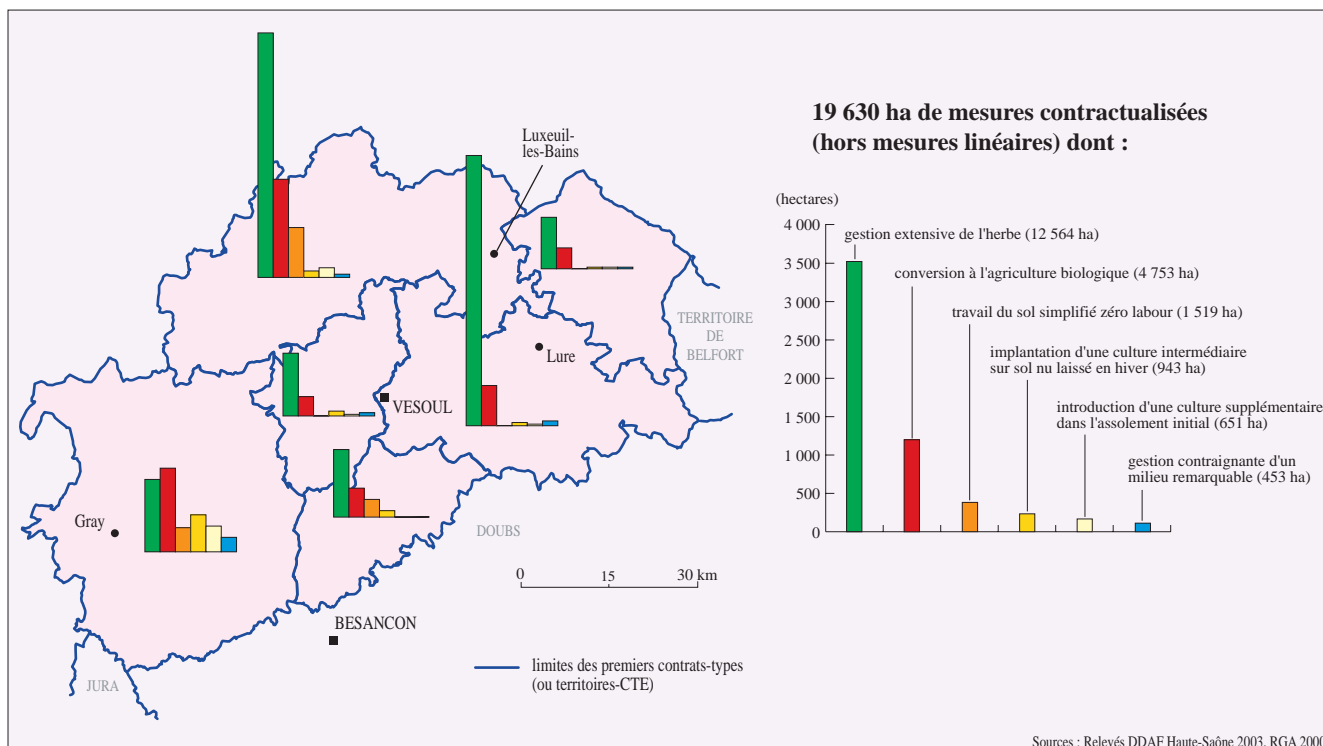 19 630 ha de mesures contractualisées
(hors mesures linéaires) dont :
Luxeuil-
les-Bains
TERRITOIRE
DE
BELFORT
Lure
VESOUL
Gray
DOUBS
0 15 30 km
BESANCON
JURA
limites des premiers contrats-types
(ou territoires-CTE)
(hectares)
4 000
3 500
3 000
2 500
2 000
1 500
1 000
500
0
gestion extensive de l'herbe (12 564 ha)
conversion à l'agriculture biologique (4 753 ha)
travail du sol simplifié zéro labour (1 519 ha)
implantation d'une culture intermédiaire
sur sol nu laissé en hiver (943 ha)
introduction d'une culture supplémentaire
dans l'assolement initial (651 ha)
gestion contraignante d'un
milieu remarquable (453 ha)
Sources : Relevés DDAF Haute-Saône 2003, RGA 2000